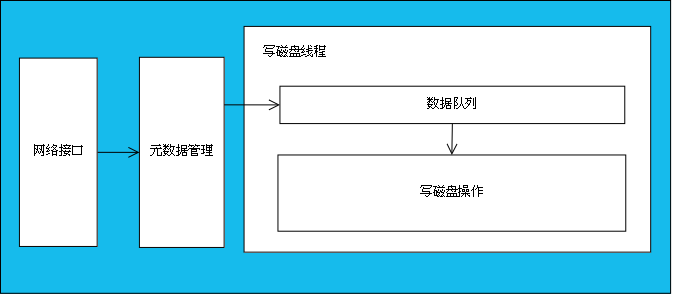 网络接口
元数据管理
写磁盘线程
数据队列
写磁盘操作